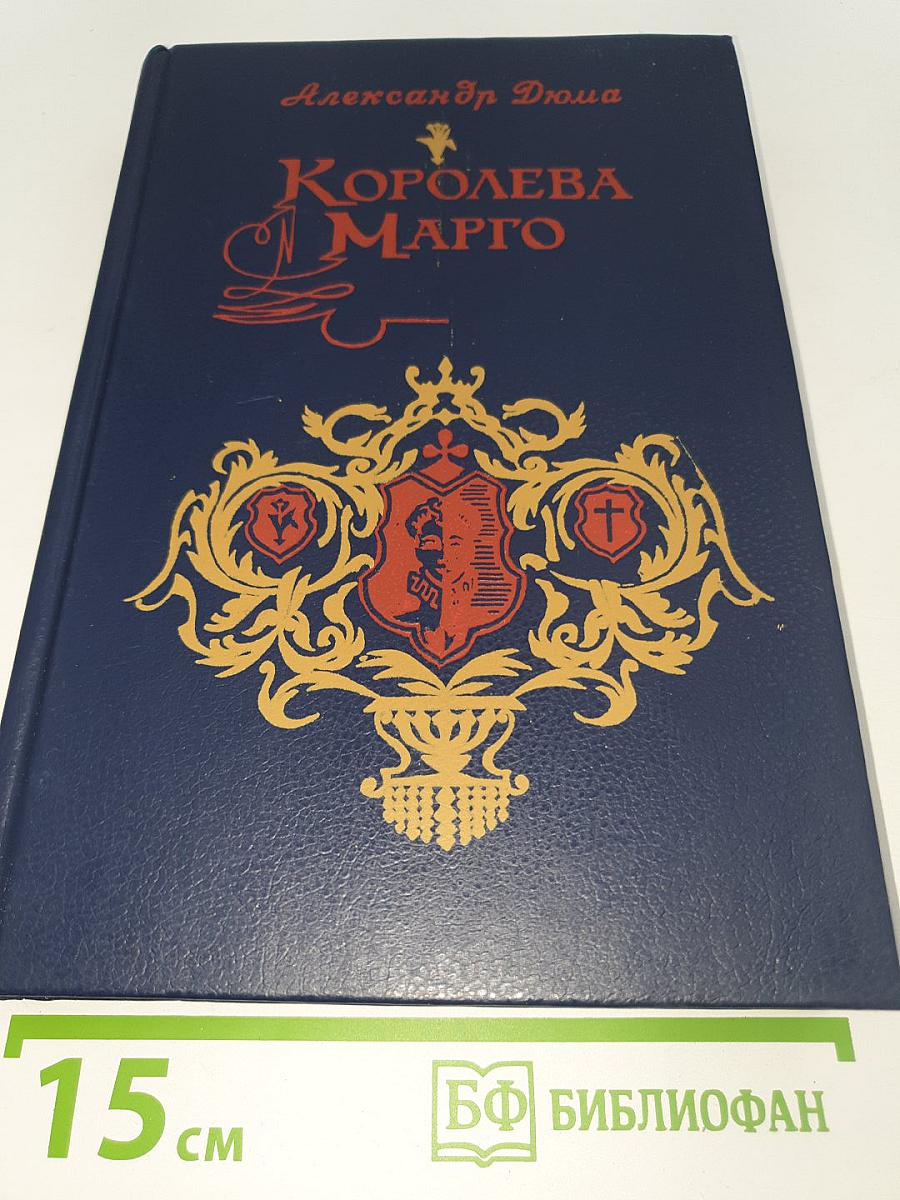 Александр Дюма
КОРОЛЕВА
МАРГО
15 см
БФ БИБЛИОФАН